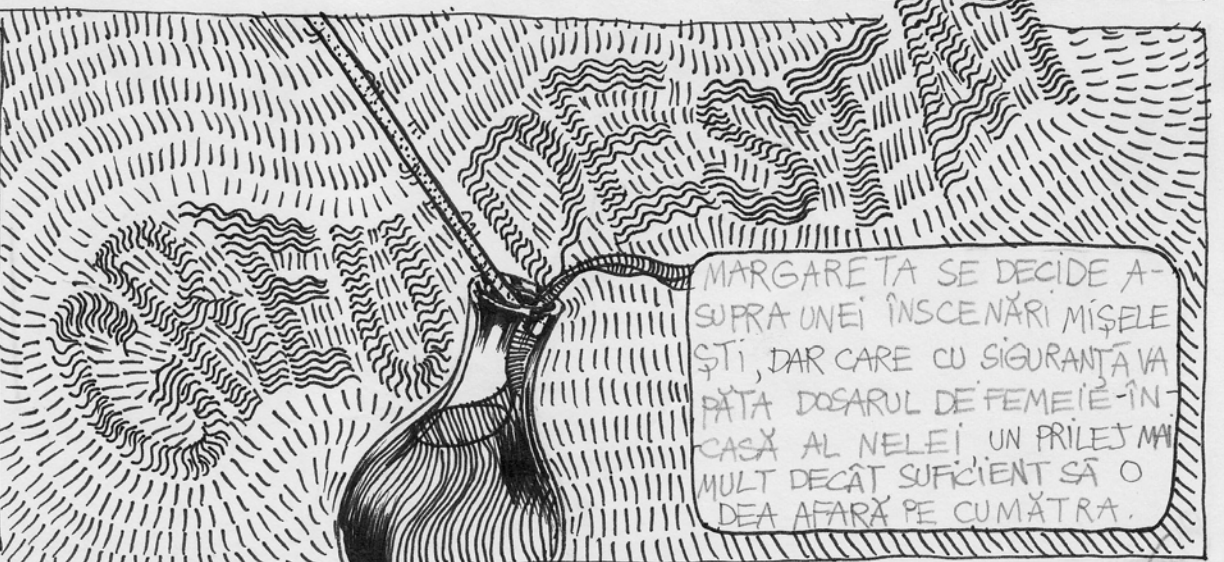 MARGARETA SE DECIDE A-
SUPRA UNEI ÎNSCENĂRI MIȘELE
ȘTI, DAR CARE CU SIGURANȚĂ VA
PĂTA DOSARUL DE FEMEIE-ÎN-
CASĂ AL NELEI, UN PRILEJ MAI
MULT DECÂT SUFICIENT SĂ O
DEA AFARĂ PE CUMĂTRA.